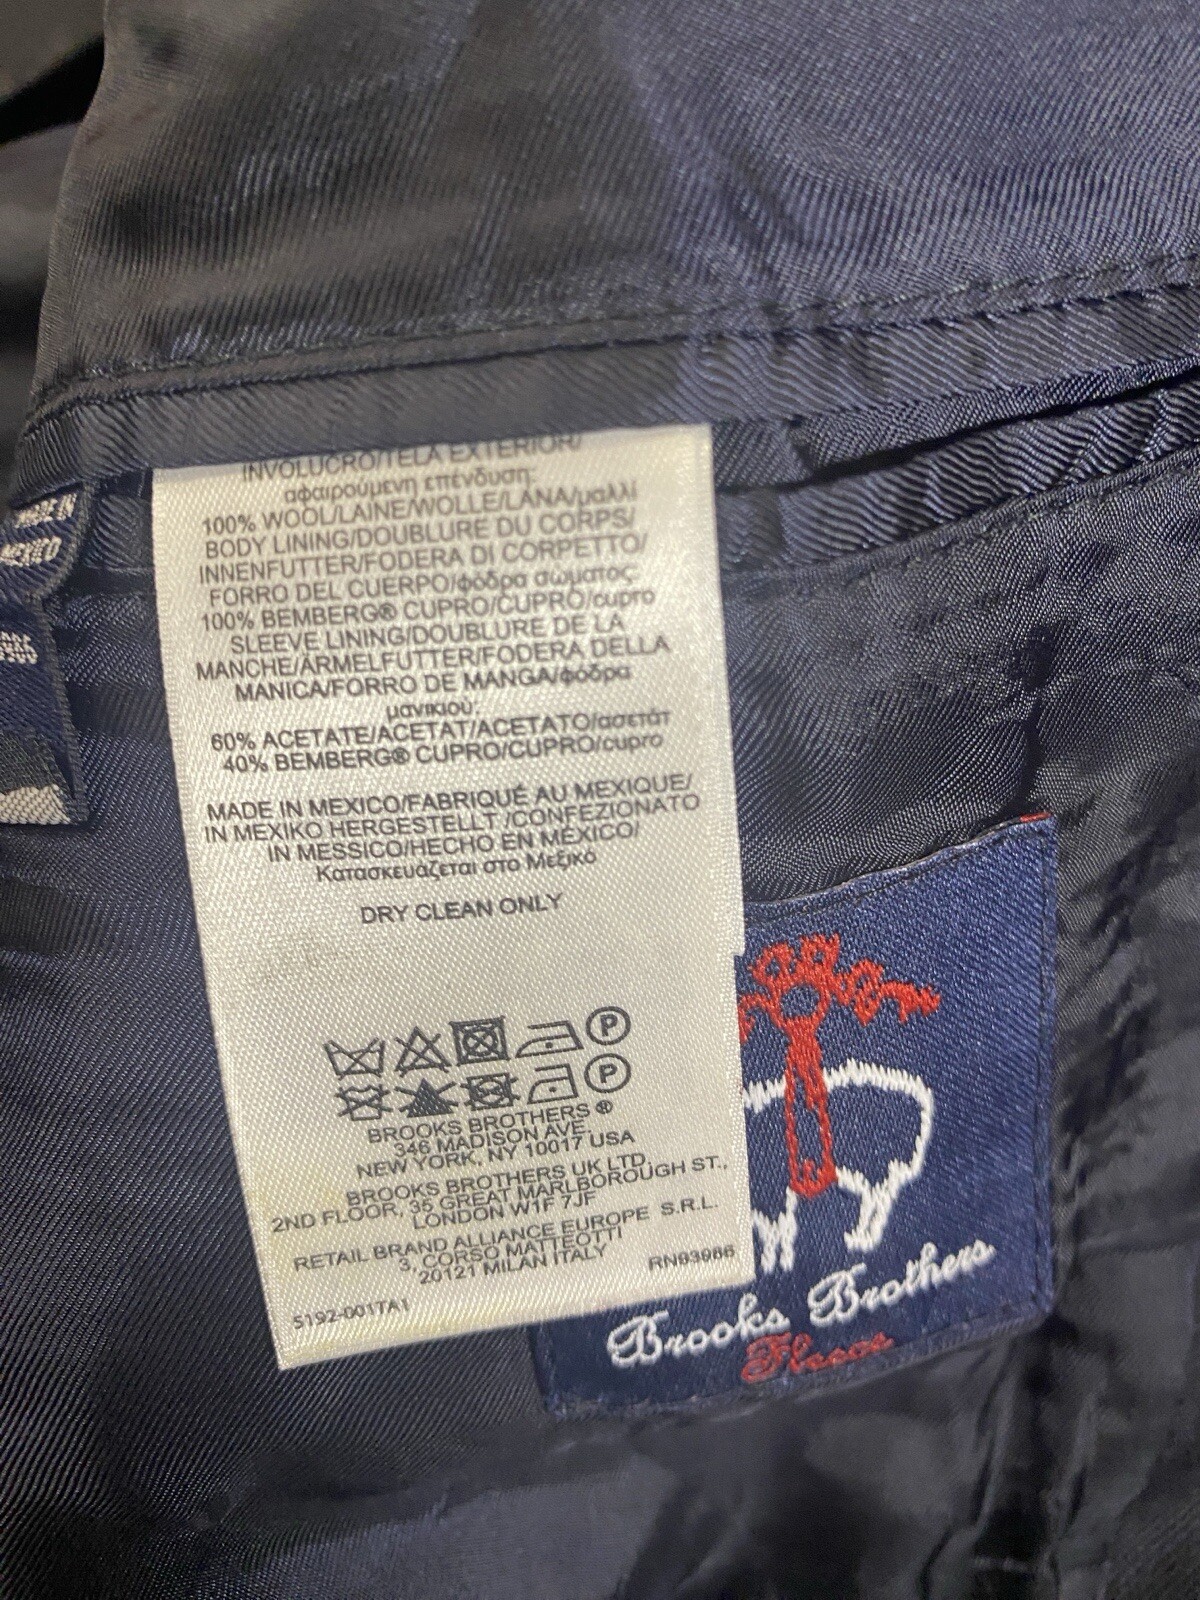 INVOLUCRO/TELA EXTERIOR/
αφαιρούμενη επένδυση:
100% WOOL/LAINE/WOLLE/LANA/μαλλί
BODY LINING/DOUBLURE DU CORPS/
INNENFUTTER/FODERA DI CORPETTO/
FORRO DEL CUERPO/φόδρα σώματος:
100% BEMBERG® CUPRO/CUPRO/cupro
SLEEVE LINING/DOUBLURE DE LA
MANCHE/ÄRMELFUTTER/FODERA DELLA
MANICA/FORRO DE MANGA/φόδρα
μανικιού:
60% ACETATE/ACETAT/ACETATO/ασετάτ
40% BEMBERG® CUPRO/CUPRO/cupro
MADE IN MEXICO/FABRIQUÉ AU MEXIQUE/
IN MEXIKO HERGESTELLT /CONFEZIONATO
IN MESSICO/HECHO EN MÉXICO/
Κατασκευάζεται στο Μεξικό
DRY CLEAN ONLY
P
P
BROOKS BROTHERS ®
346 MADISON AVE.
NEW YORK, NY 10017 USA
BROOKS BROTHERS UK LTD.
2ND FLOOR, 35 GREAT MARLBOROUGH ST.,
LONDON W1F 7JF
RETAIL BRAND ALLIANCE EUROPE S.R.L.
3, CORSO MATTEOTTI
20121 MILAN ITALY
RN93966
5192-001TA1
MADE IN
MEXICO
Brooks Brothers
Fleece